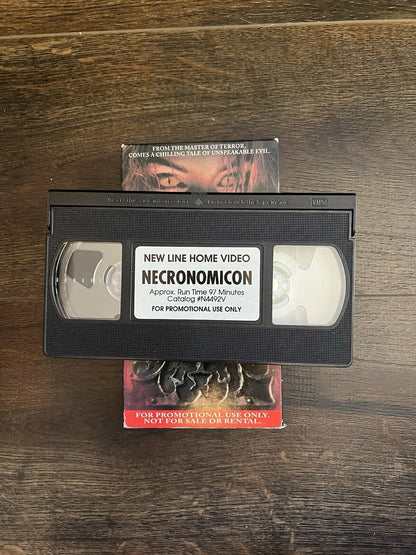 FROM THE MASTER OF TERROR,
COMES A CHILLING TALE OF UNSPEAKABLE EVIL.
VHS
NEW LINE HOME VIDEO
NECRONOMICON
Approx. Run Time 97 Minutes
Catalog #N4492V
FOR PROMOTIONAL USE ONLY
FOR PROMOTIONAL USE ONLY.
NOT FOR SALE OR RENTAL.